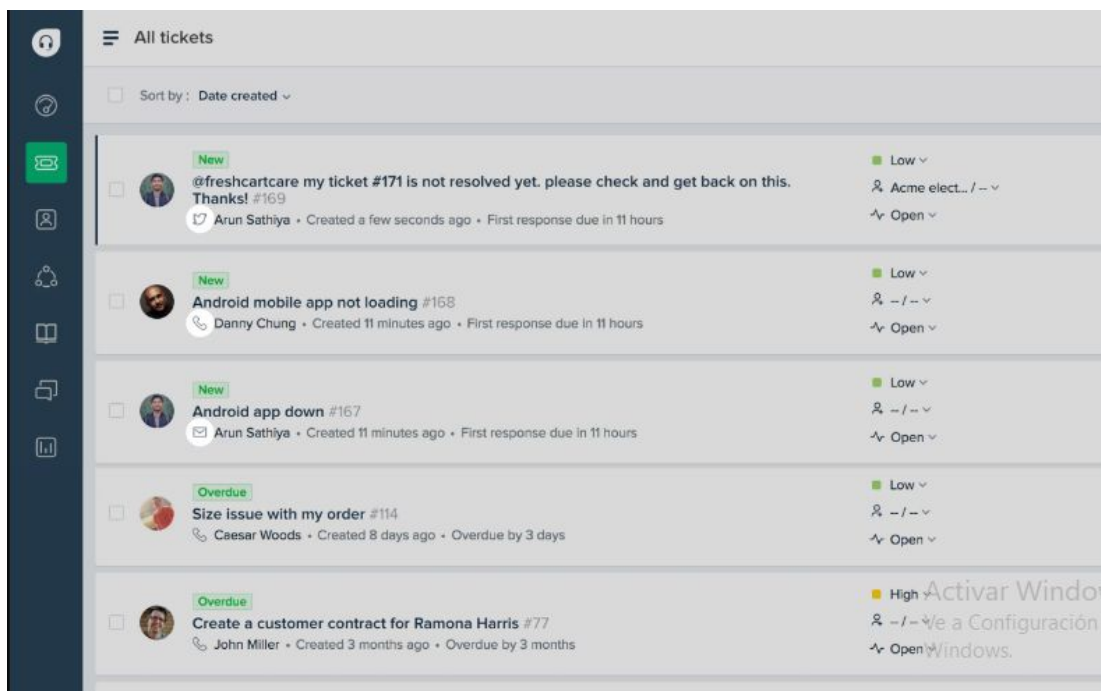 All tickets
Sort by : Date created
New
@freshcartcare my ticket #171 is not resolved yet. please check and get back on this.
Thanks! #169
Arun Sathiya • Created a few seconds ago • First response due in 11 hours
Low
Acme elect... / --
Open
New
Android mobile app not loading #168
Danny Chung • Created 11 minutes ago • First response due in 11 hours
Low
-- / --
Open
New
Android app down #167
Arun Sathiya • Created 11 minutes ago • First response due in 11 hours
Low
-- / --
Open
Overdue
Size issue with my order #114
Caesar Woods • Created 8 days ago • Overdue by 3 days
Low
-- / --
Open
Overdue
Create a customer contract for Ramona Harris #77
John Miller • Created 3 months ago • Overdue by 3 months
High
-- / --
Open
Activar Windo
Ve a Configuración
Windows.